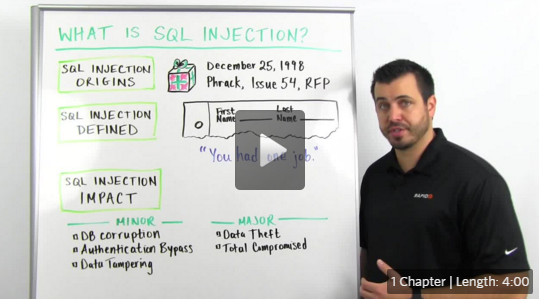 WHAT IS SQL INJECTION?
SQL INJECTION
ORIGINS
December 25, 1998
Phrack, Issue 54, RFP
SQL INJECTION
DEFINED
First
Name
Last
Name
"You had one job."
SQL INJECTION
IMPACT
MINOR
DB corruption
Authentication Bypass
Data Tampering
MAJOR
Data Theft
Total Compromised
RAPID7
1 Chapter | Length: 4:00